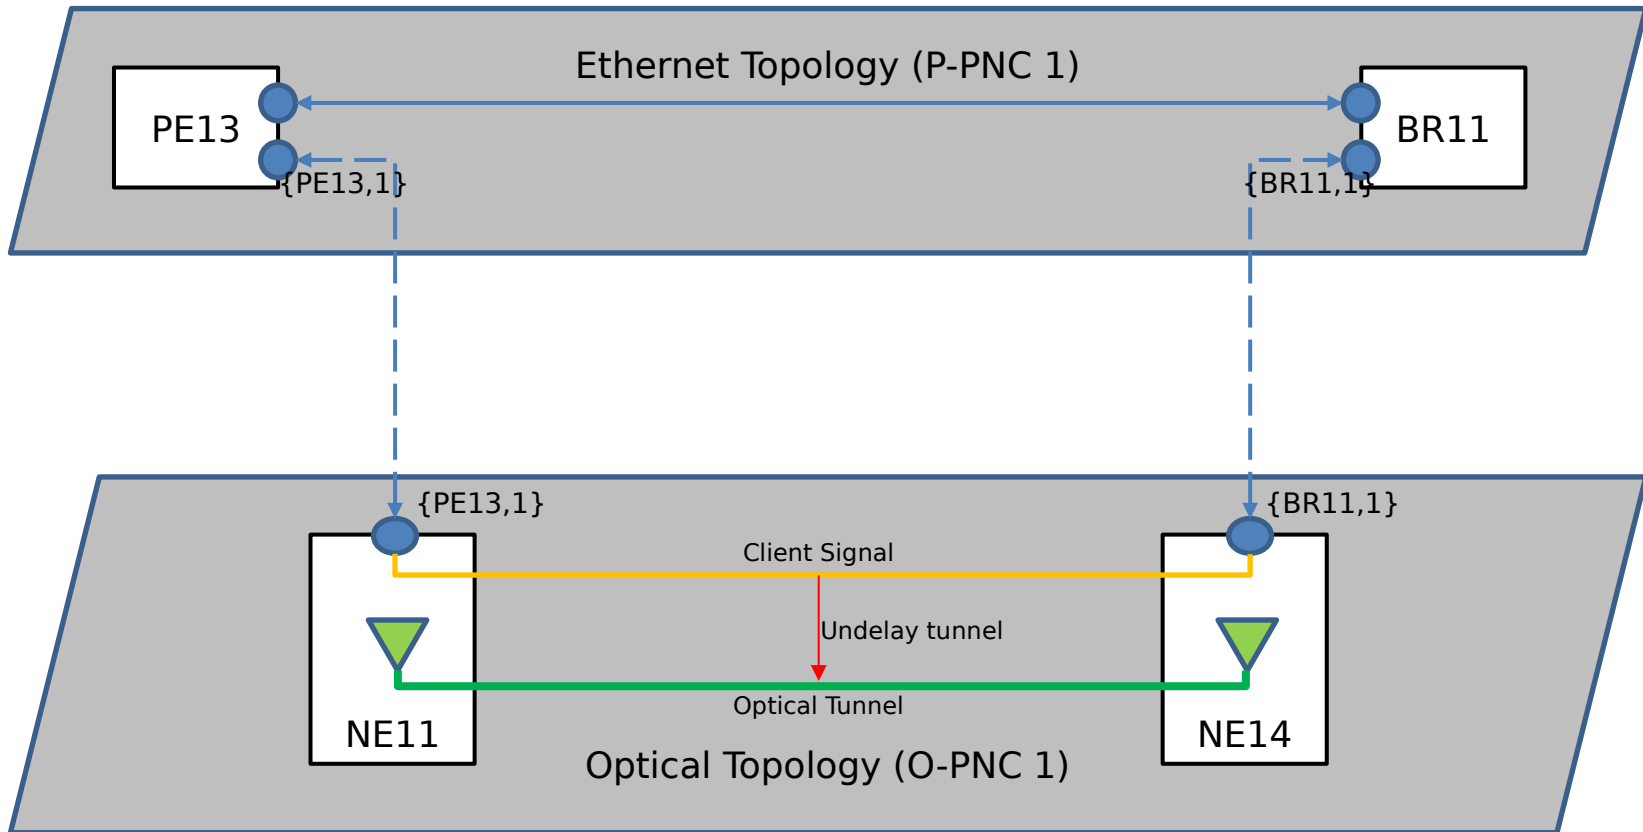 Ethernet Topology (P-PNC 1)
PE13
BR11
{PE13,1}
{BR11,1}
{PE13,1}
{BR11,1}
Client Signal
Undelay tunnel
Optical Tunnel
NE11
NE14
Optical Topology (O-PNC 1)